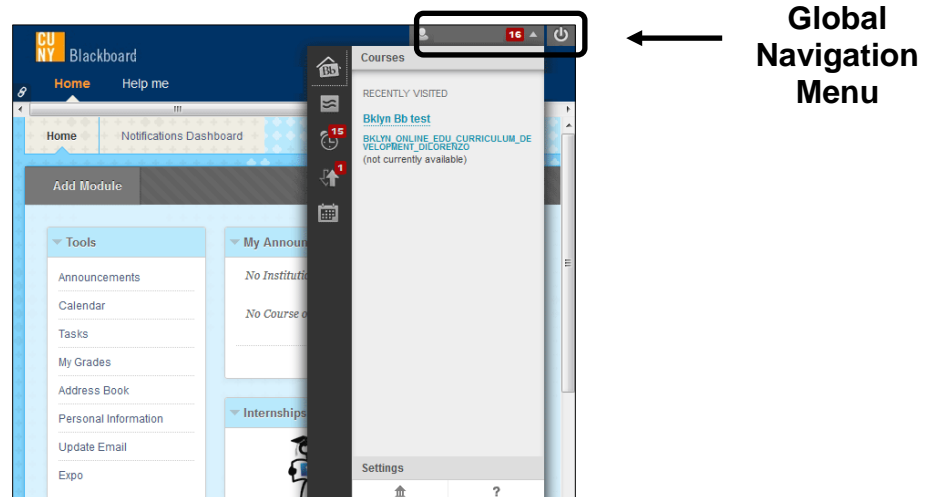 Global
Navigation
Menu
CU
NY Blackboard
16
Home Help me
Home Notifications Dashboard
Add Module
Tools
Announcements
Calendar
Tasks
My Grades
Address Book
Personal Information
Update Email
Expo
My Announ
No Instituti
No Course o
Internships
Bb
15
1
Courses
RECENTLY VISITED
Bklyn Bb test
BKLYN_ONLINE_EDU_CURRICULUM_DE
VELOPMENT_DILORENZO
(not currently available)
Settings
?